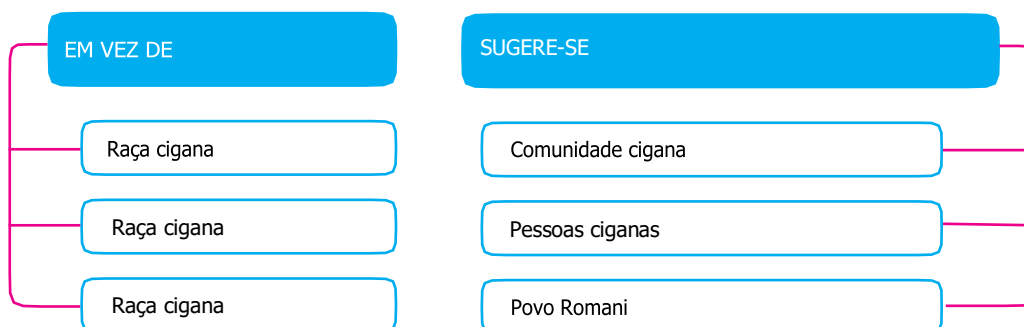 EM VEZ DE
SUGERE-SE
Raça cigana
Comunidade cigana
Raça cigana
Pessoas ciganas
Raça cigana
Povo Romani